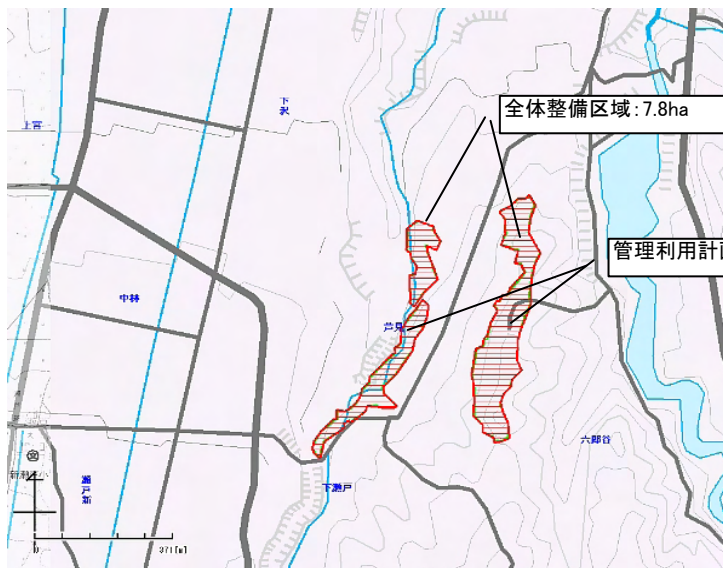 下沢
全体整備区域:7.8ha
上宮
管理利用計画
中林
芦見
六郎谷
瀬戸新
下瀬戸
0
371[m]